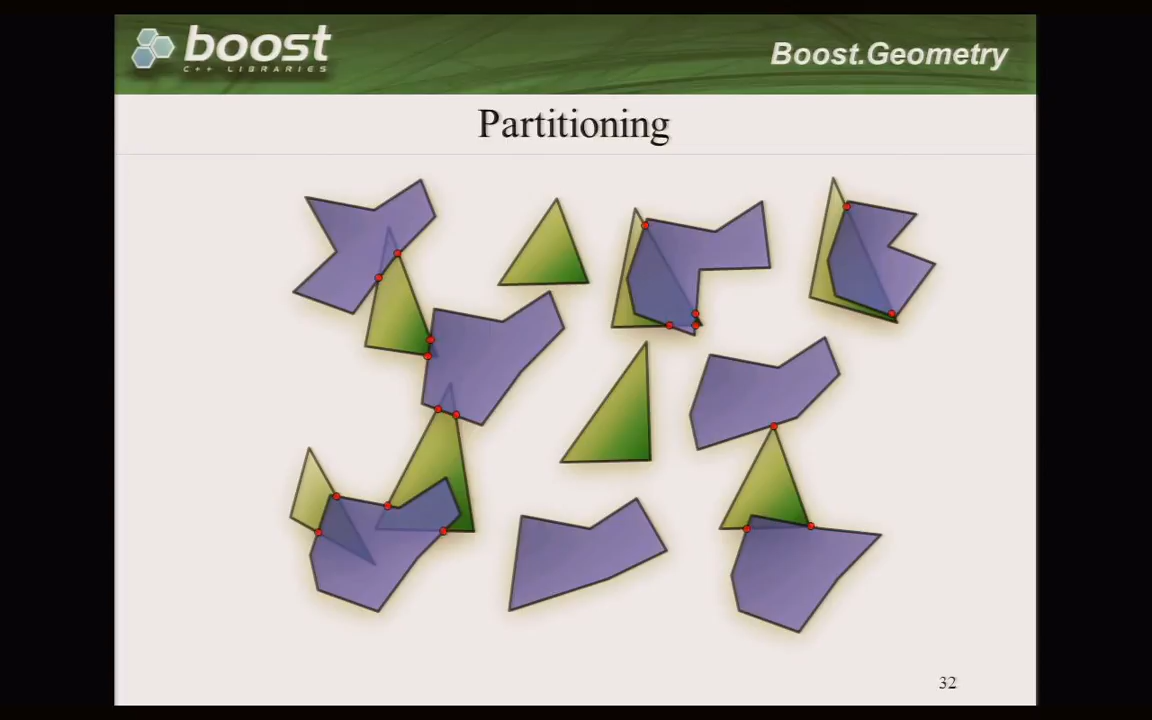 boost
C++ LIBRARIES
Boost.Geometry
Partitioning
32